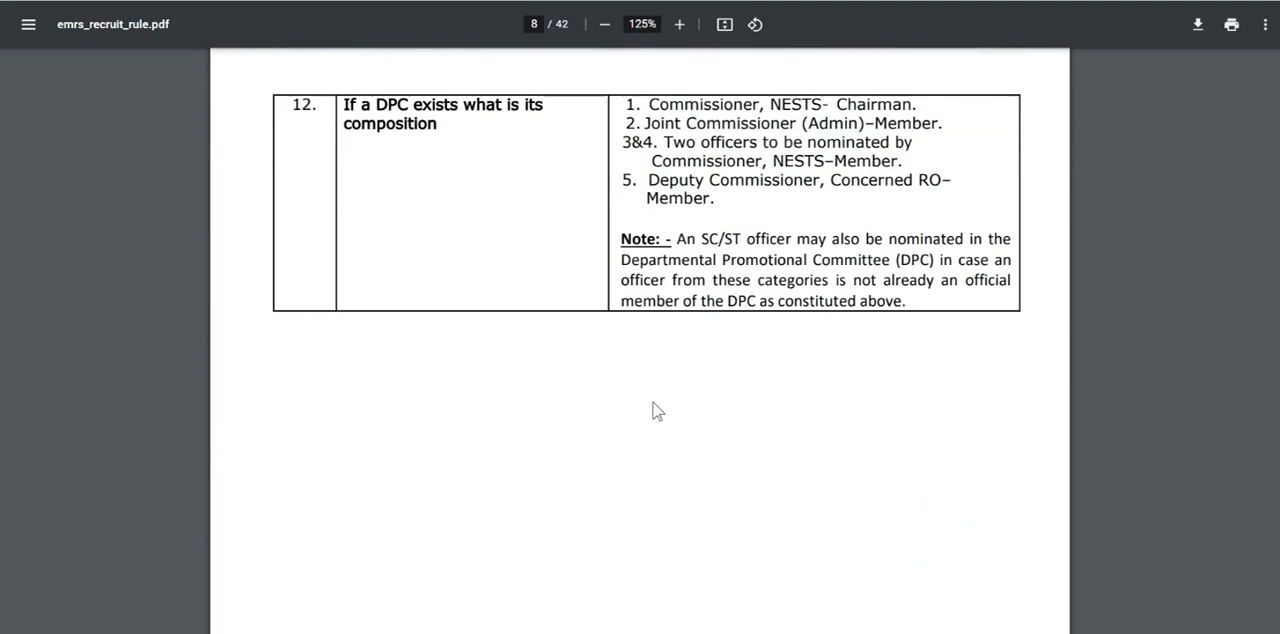 emrs_recruit_rule.pdf
8 / 42
125%
12.
If a DPC exists what is its
composition
1. Commissioner, NESTS- Chairman.
2. Joint Commissioner (Admin)–Member.
3&4. Two officers to be nominated by
Commissioner, NESTS–Member.
5. Deputy Commissioner, Concerned RO–
Member.
Note: - An SC/ST officer may also be nominated in the
Departmental Promotional Committee (DPC) in case an
officer from these categories is not already an official
member of the DPC as constituted above.